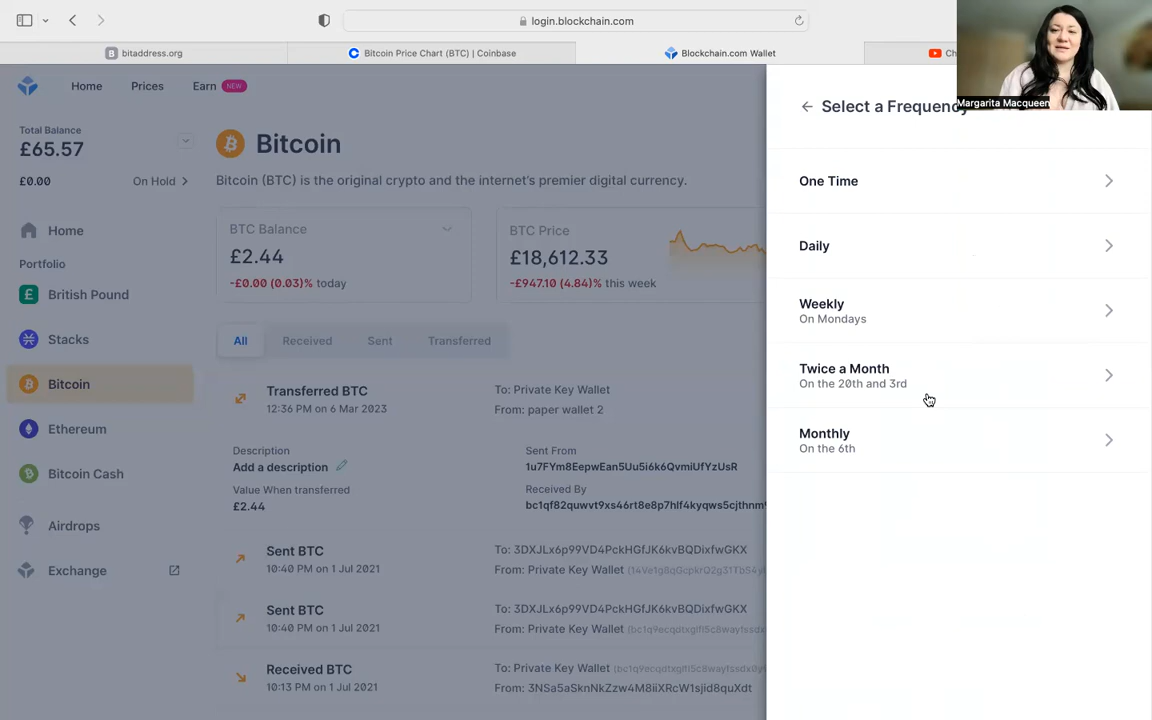 login.blockchain.com
bitaddress.org
Bitcoin Price Chart (BTC) | Coinbase
Blockchain.com Wallet
Ch
Margarita Macqueen
Home
Prices
Earn
NEW
Total Balance
£65.57
£0.00
On Hold
Home
Portfolio
British Pound
Stacks
Bitcoin
Ethereum
Bitcoin Cash
Airdrops
Exchange
Bitcoin
Bitcoin (BTC) is the original crypto and the internet's premier digital currency.
BTC Balance
£2.44
-£0.00 (0.03)% today
BTC Price
£18,612.33
-£947.10 (4.84)% this week
All
Received
Sent
Transferred
Transferred BTC
12:36 PM on 6 Mar 2023
To: Private Key Wallet
From: paper wallet 2
Description
Add a description
Value When transferred
£2.44
Sent From
1u7FYm8EepwEan5Uu5i6k6QvmiUfYzUsR
Received By
bc1qf82quwvt9xs46rt8e8p7hlf4kyqws5cjthnm
Sent BTC
10:40 PM on 1 Jul 2021
To: 3DXJLx6p99VD4PckHGfJK6kvBQDixfwGKX
From: Private Key Wallet
Sent BTC
10:40 PM on 1 Jul 2021
To: 3DXJLx6p99VD4PckHGfJK6kvBQDixfwGKX
From: Private Key Wallet
Received BTC
10:13 PM on 1 Jul 2021
To: Private Key Wallet
From: 3NSa5aSknNkZzw4M8iiXRcW1sjid8quXdt
Select a Frequency
One Time
Daily
Weekly
On Mondays
Twice a Month
On the 20th and 3rd
Monthly
On the 6th